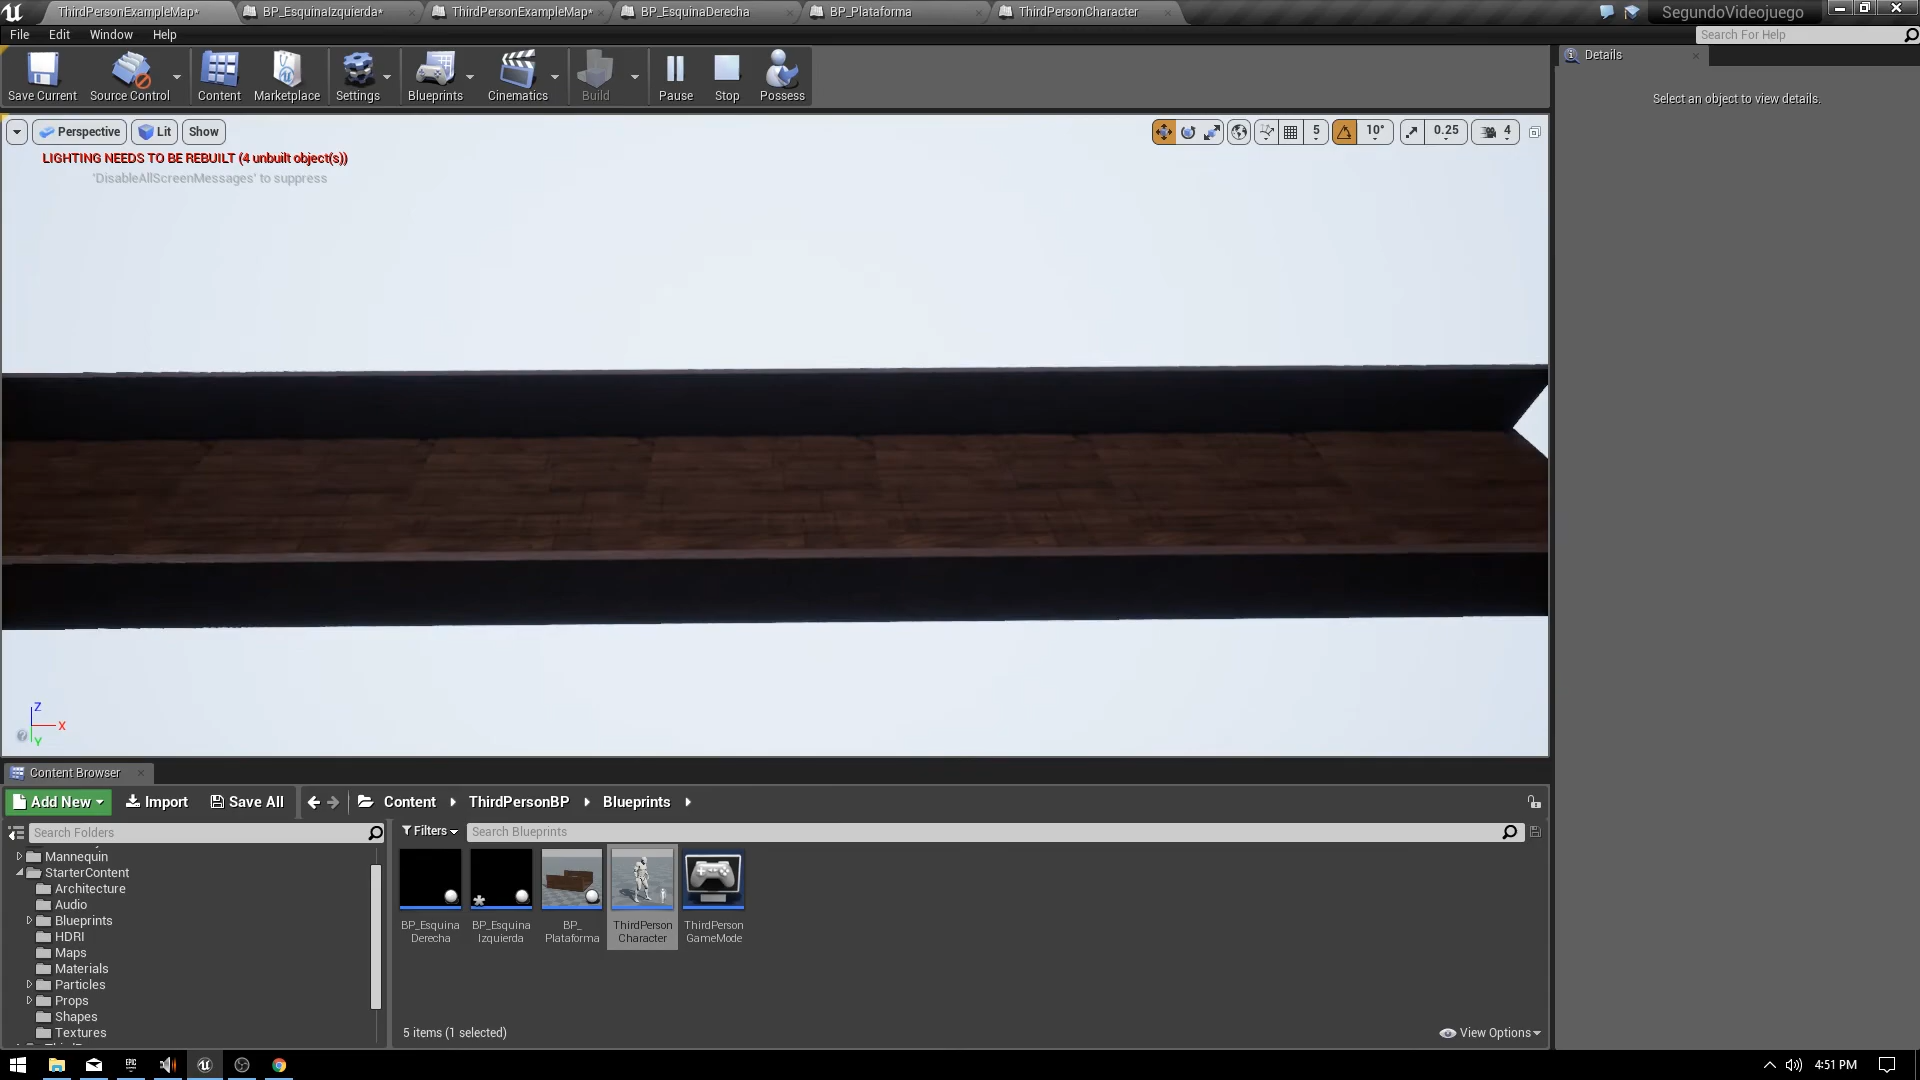 ThirdPersonExampleMap*
BP_EsquinaIzquierda*
ThirdPersonExampleMap*
BP_EsquinaDerecha
BP_Plataforma
ThirdPersonCharacter
SegundoVideojuego
File
Edit
Window
Help
Search For Help
Save Current
Source Control
Content
Marketplace
Settings
Blueprints
Cinematics
Build
Pause
Stop
Possess
Details
Select an object to view details.
Perspective
Lit
Show
5
10°
0.25
4
LIGHTING NEEDS TO BE REBUILT (4 unbuilt object(s))
'DisableAllScreenMessages' to suppress
Z
X
Y
Content Browser
Add New
Import
Save All
Content
ThirdPersonBP
Blueprints
Search Folders
Filters
Search Blueprints
Mannequin
StarterContent
Architecture
Audio
Blueprints
HDRI
Maps
Materials
Particles
Props
Shapes
Textures
BP_Esquina
Derecha
BP_Esquina
Izquierda
BP_
Plataforma
ThirdPerson
Character
ThirdPerson
GameMode
5 items (1 selected)
View Options
EPIC
4:51 PM